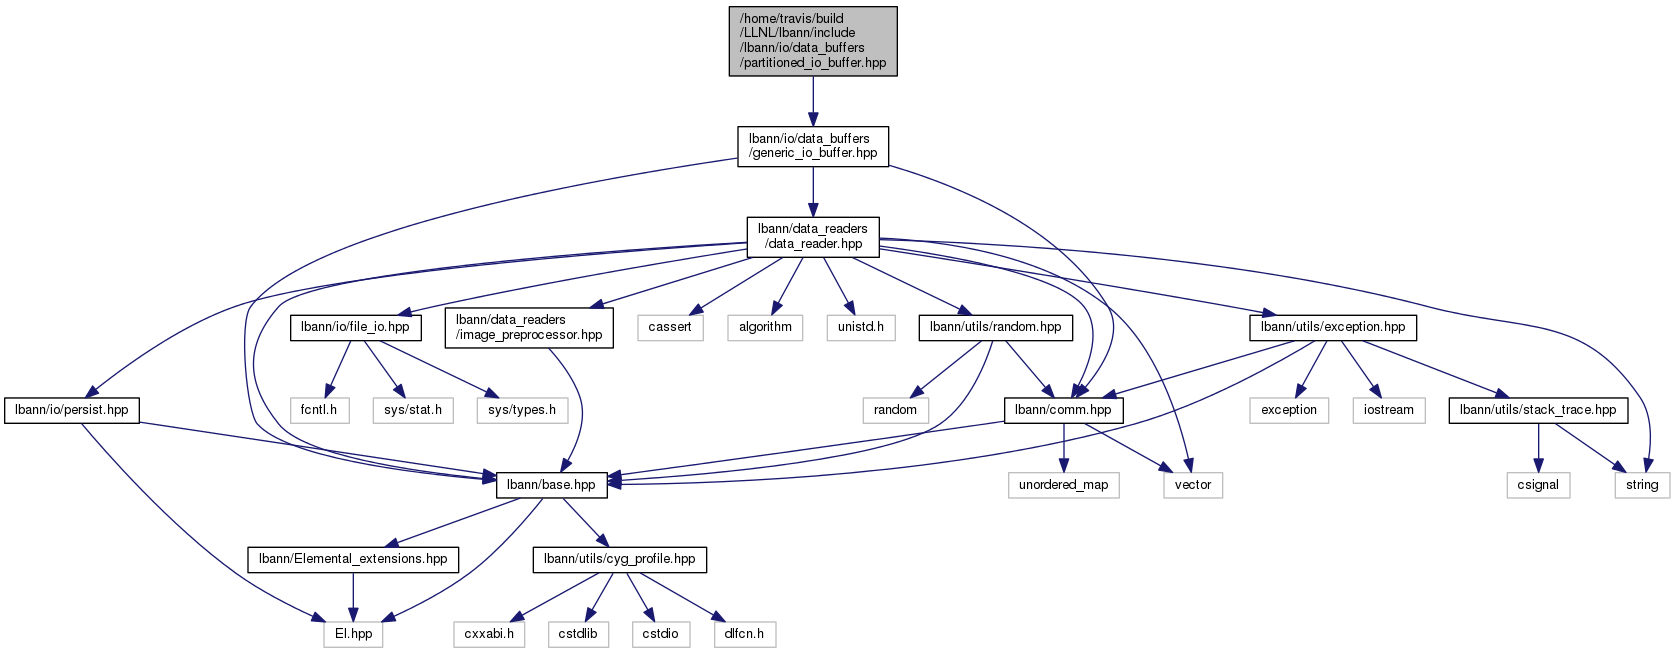 /home/travis/build
/LLNL/lbann/include
/lbann/io/data_buffers
/partitioned_io_buffer.hpp
lbann/io/data_buffers
/generic_io_buffer.hpp
lbann/data_readers
/data_reader.hpp
lbann/io/file_io.hpp
lbann/data_readers
/image_preprocessor.hpp
cassert
algorithm
unistd.h
lbann/utils/random.hpp
lbann/utils/exception.hpp
lbann/io/persist.hpp
fcntl.h
sys/stat.h
sys/types.h
random
lbann/comm.hpp
exception
iostream
lbann/utils/stack_trace.hpp
lbann/base.hpp
unordered_map
vector
csignal
string
lbann/Elemental_extensions.hpp
lbann/utils/cyg_profile.hpp
El.hpp
cxxabi.h
cstdlib
cstdio
dlfcn.h